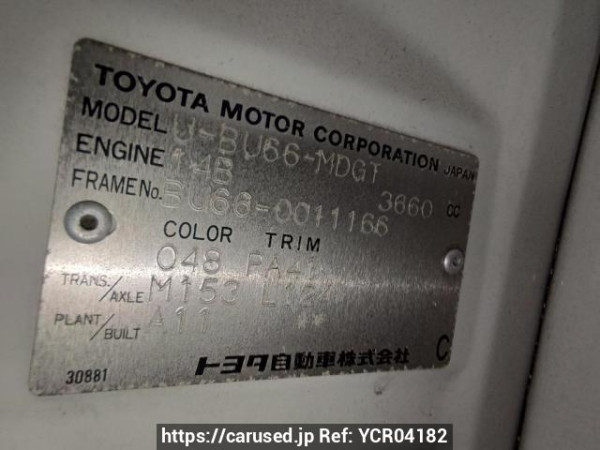 TOYOTA MOTOR CORPORATION JAPAN
MODEL U-BU66-MDGT
ENGINE 14B 3660 CC
FRAME No. BU66-0011166
COLOR TRIM
048 FA41
TRANS./AXLE M153
PLANT/BUILT A11
トヨタ自動車株式会社 C
30881
https://carused.jp Ref: YCR04182